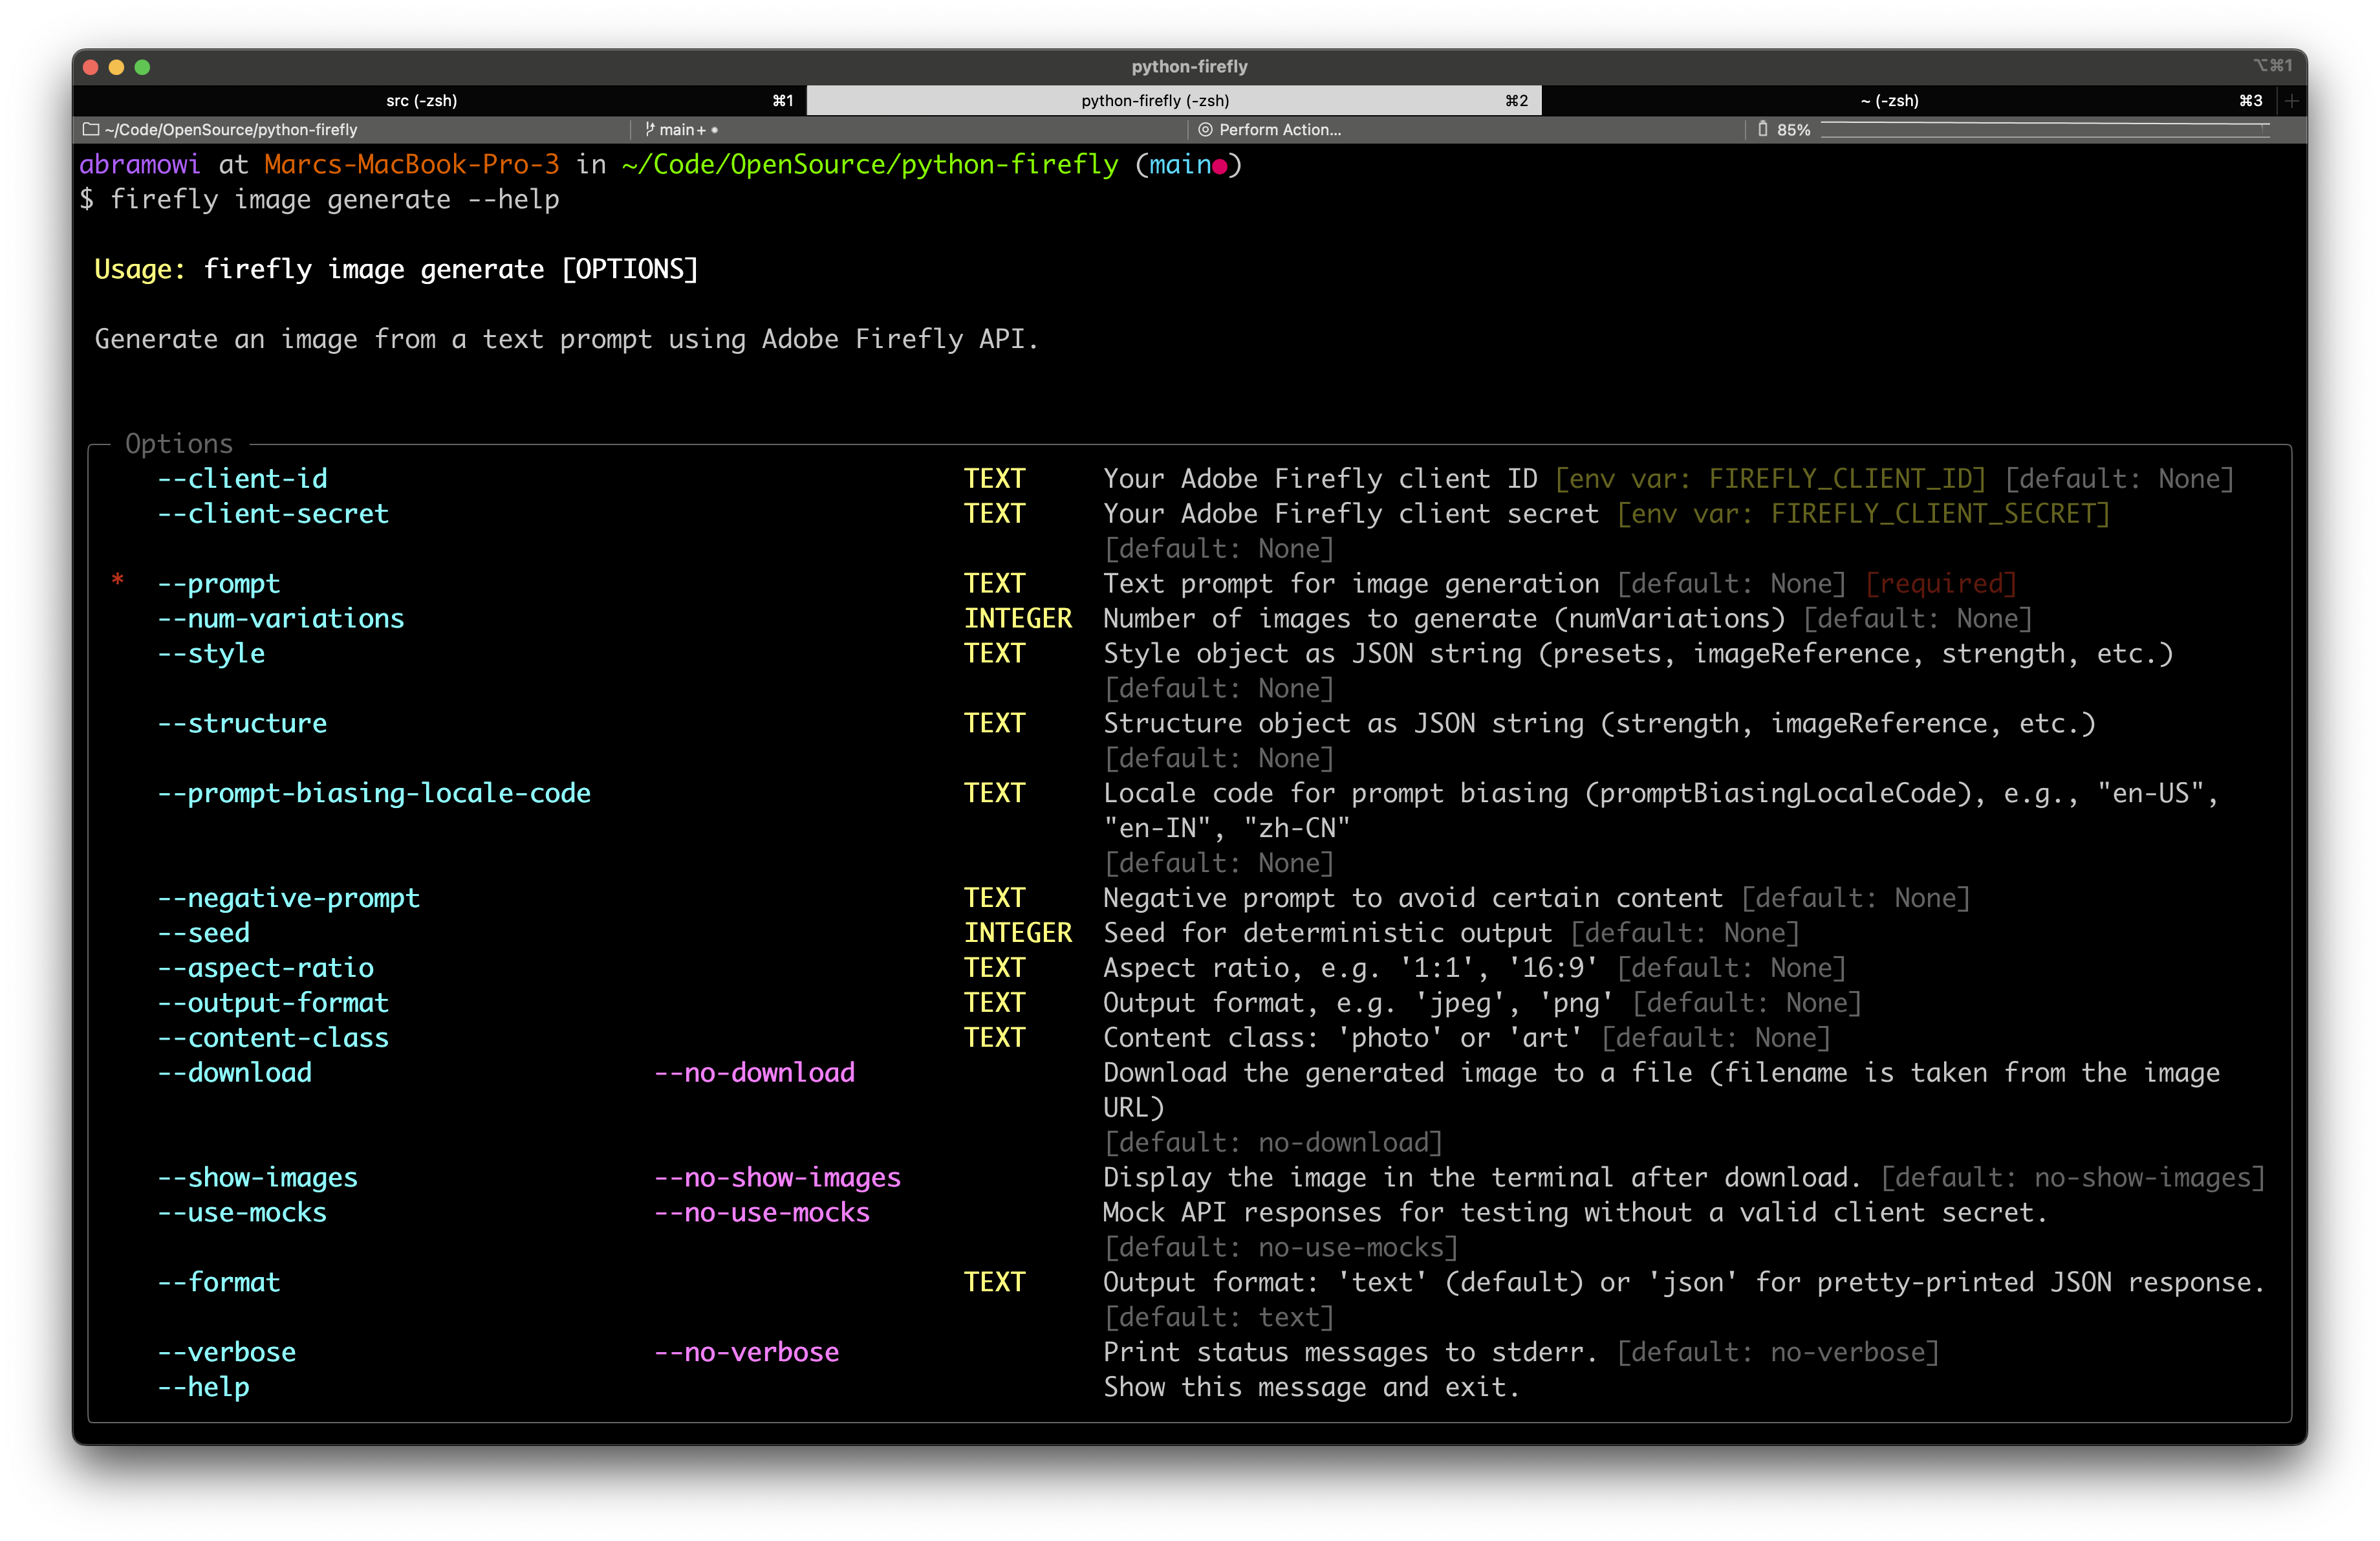 python-firefly ⌥⌘1
src (-zsh) ⌘1 python-firefly (-zsh) ⌘2 ~ (-zsh) ⌘3 +
~/Code/OpenSource/python-firefly main+ • Perform Action... 85%
abramowi at Marcs-MacBook-Pro-3 in ~/Code/OpenSource/python-firefly (main●)
$ firefly image generate --help
Usage: firefly image generate [OPTIONS]
Generate an image from a text prompt using Adobe Firefly API.
Options
--client-id TEXT Your Adobe Firefly client ID [env var: FIREFLY_CLIENT_ID] [default: None]
--client-secret TEXT Your Adobe Firefly client secret [env var: FIREFLY_CLIENT_SECRET]
[default: None]
* --prompt TEXT Text prompt for image generation [default: None] [required]
--num-variations INTEGER Number of images to generate (numVariations) [default: None]
--style TEXT Style object as JSON string (presets, imageReference, strength, etc.)
[default: None]
--structure TEXT Structure object as JSON string (strength, imageReference, etc.)
[default: None]
--prompt-biasing-locale-code TEXT Locale code for prompt biasing (promptBiasingLocaleCode), e.g., "en-US",
"en-IN", "zh-CN"
[default: None]
--negative-prompt TEXT Negative prompt to avoid certain content [default: None]
--seed INTEGER Seed for deterministic output [default: None]
--aspect-ratio TEXT Aspect ratio, e.g. '1:1', '16:9' [default: None]
--output-format TEXT Output format, e.g. 'jpeg', 'png' [default: None]
--content-class TEXT Content class: 'photo' or 'art' [default: None]
--download --no-download Download the generated image to a file (filename is taken from the image
URL)
[default: no-download]
--show-images --no-show-images Display the image in the terminal after download. [default: no-show-images]
--use-mocks --no-use-mocks Mock API responses for testing without a valid client secret.
[default: no-use-mocks]
--format TEXT Output format: 'text' (default) or 'json' for pretty-printed JSON response.
[default: text]
--verbose --no-verbose Print status messages to stderr. [default: no-verbose]
--help Show this message and exit.